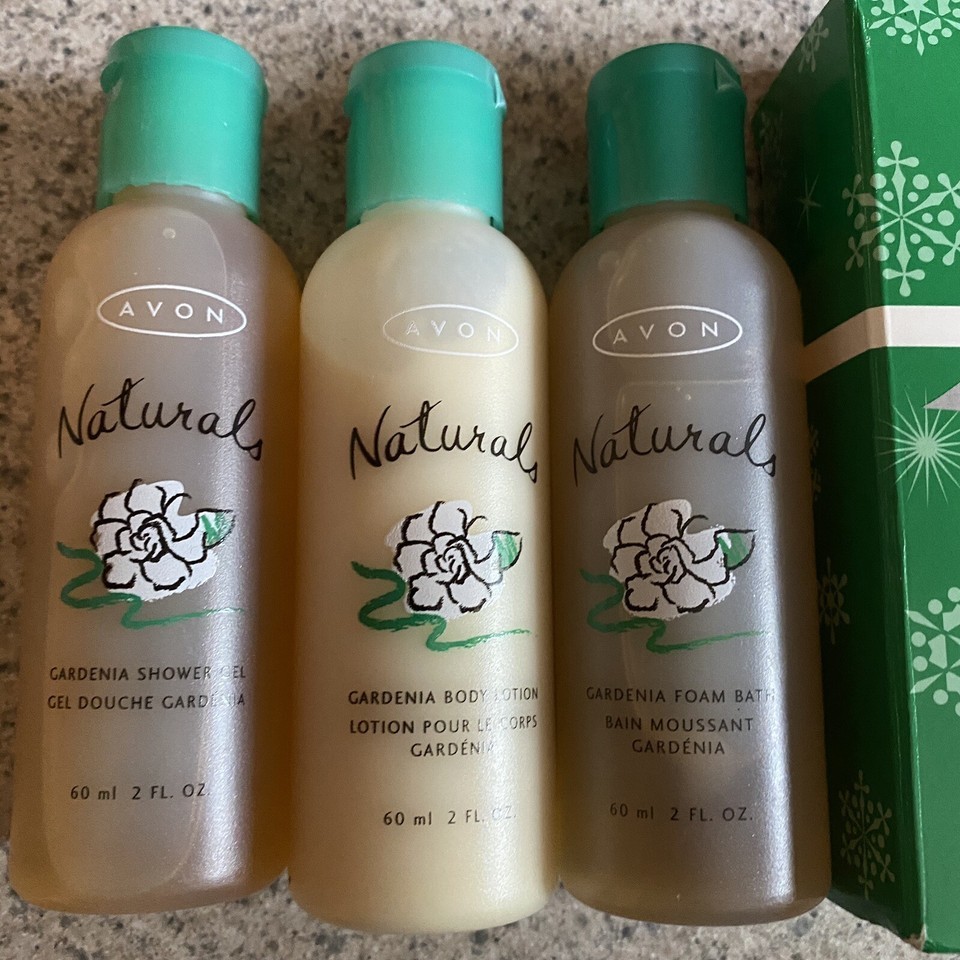 AVON
Naturals
GARDENIA SHOWER GEL
GEL DOUCHE GARDÉNIA
60 ml 2 FL. OZ.
AVON
Naturals
GARDENIA BODY LOTION
LOTION POUR LE CORPS
GARDÉNIA
60 ml 2 FL. OZ.
AVON
Naturals
GARDENIA FOAM BATH
BAIN MOUSSANT
GARDÉNIA
60 ml 2 FL. OZ.